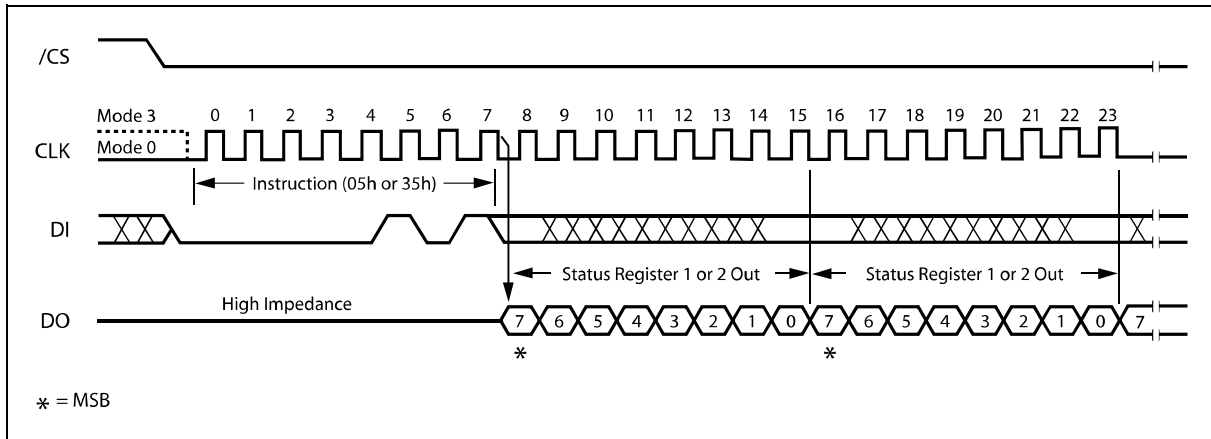 /CS
Mode 3
0 1 2 3 4 5 6 7 8 9 10 11 12 13 14 15 16 17 18 19 20 21 22 23
CLK
Mode 0
Instruction (05h or 35h)
DI
Status Register 1 or 2 Out Status Register 1 or 2 Out
High Impedance
DO
7 6 5 4 3 2 1 0 7 6 5 4 3 2 1 0 7
* *
* = MSB